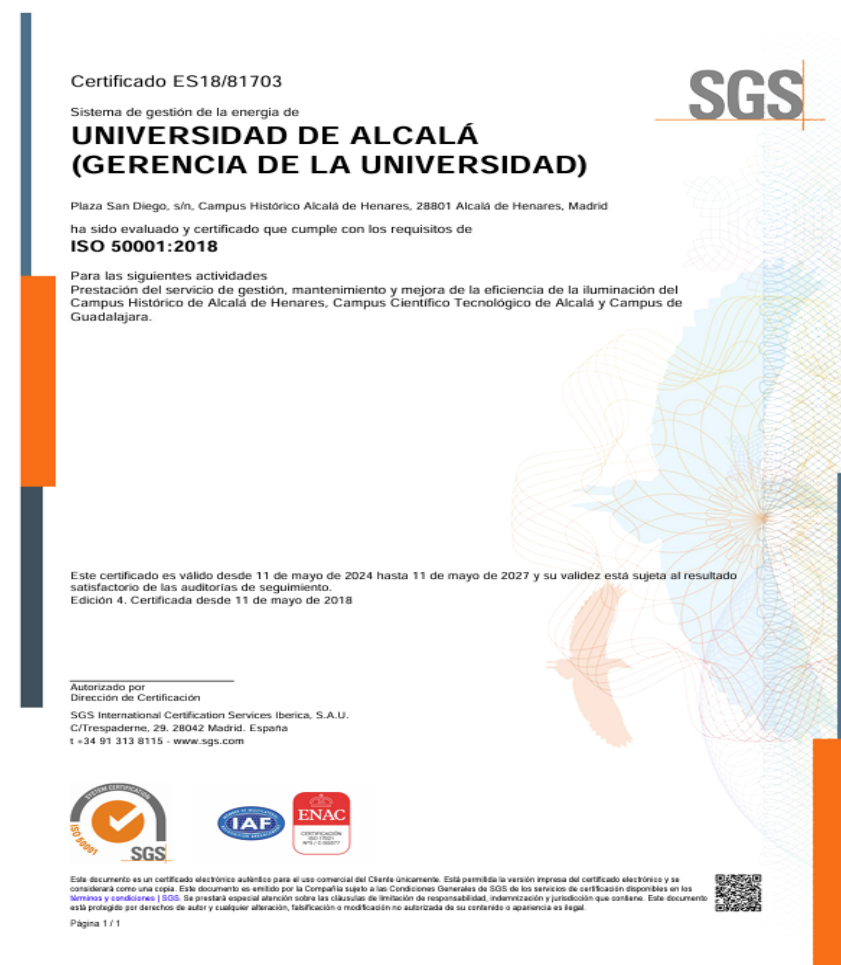 Certificado ES18/81703
SGS
Sistema de gestión de la energia de
UNIVERSIDAD DE ALCALÁ
(GERENCIA DE LA UNIVERSIDAD)
Plaza San Diego, s/n, Campus Histórico Alcalá de Henares, 28801 Alcalá de Henares, Madrid
ha sido evaluado y certificado que cumple con los requisitos de
ISO 50001:2018
Para las siguientes actividades
Prestación del servicio de gestión, mantenimiento y mejora de la eficiencia de la iluminación del
Campus Histórico de Alcalá de Henares, Campus Científico Tecnológico de Alcalá y Campus de
Guadalajara.
Este certificado es válido desde 11 de mayo de 2024 hasta 11 de mayo de 2027 y su validez está sujeta al resultado
satisfactorio de las auditorías de seguimiento.
Edición 4. Certificada desde 11 de mayo de 2018
Autorizado por
Dirección de Certificación
SGS International Certification Services Iberica, S.A.U.
C/Trespaderne, 29. 28042 Madrid. España
t +34 91 313 8115 - www.sgs.com
SYSTEM CERTIFICATION
ISO 50001
SGS
IAF
ENAC
CERTIFICACIÓN
ISO 17021
Este documento es un certificado electrónico auténtico para el uso comercial del Cliente únicamente. Está permitida la versión impresa del certificado electrónico y se
considerará como una copia. Este documento es emitido por la Compañía sujeto a las Condiciones Generales de SGS de los servicios de certificación disponibles en los
términos y condiciones | SGS. Se prestará especial atención sobre las cláusulas de limitación de responsabilidad, indemnización y jurisdicción que contiene. Este documento
está protegido por derechos de autor y cualquier alteración, falsificación o modificación no autorizada de su contenido o apariencia es ilegal.
Página 1 / 1